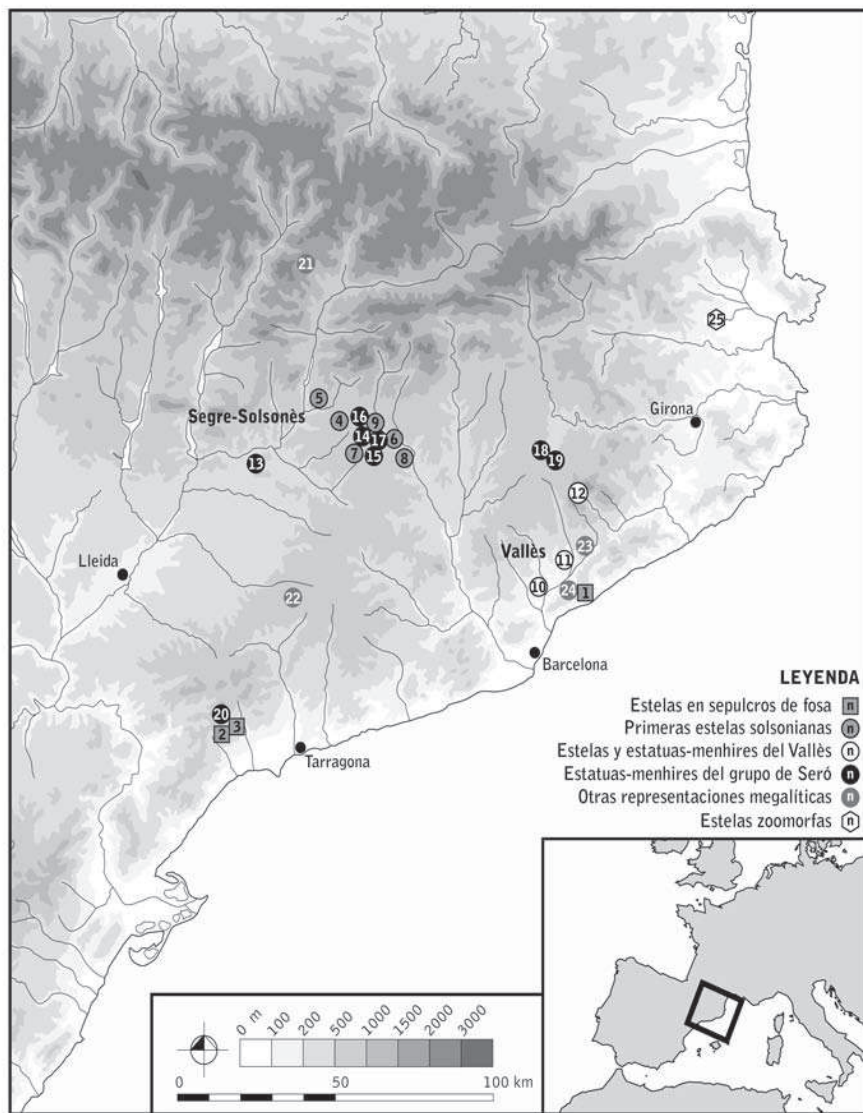 21
25
5
Segre-Solsonès
16
4
9
Girona
14
17
6
7
15
8
13
18
19
12
Vallès
23
11
Lleida
10
24
1
22
Barcelona
LEYENDA
Estelas en sepulcros de fosa n
Primeras estelas solsonianas n
Estelas y estatuas-menhires del Vallès n
Estatuas-menhires del grupo de Seró n
Otras representaciones megalíticas n
Estelas zoomorfas n
20
3
2
Tarragona
0 m 100 200 500 1000 1500 2000 3000
0 50 100 km